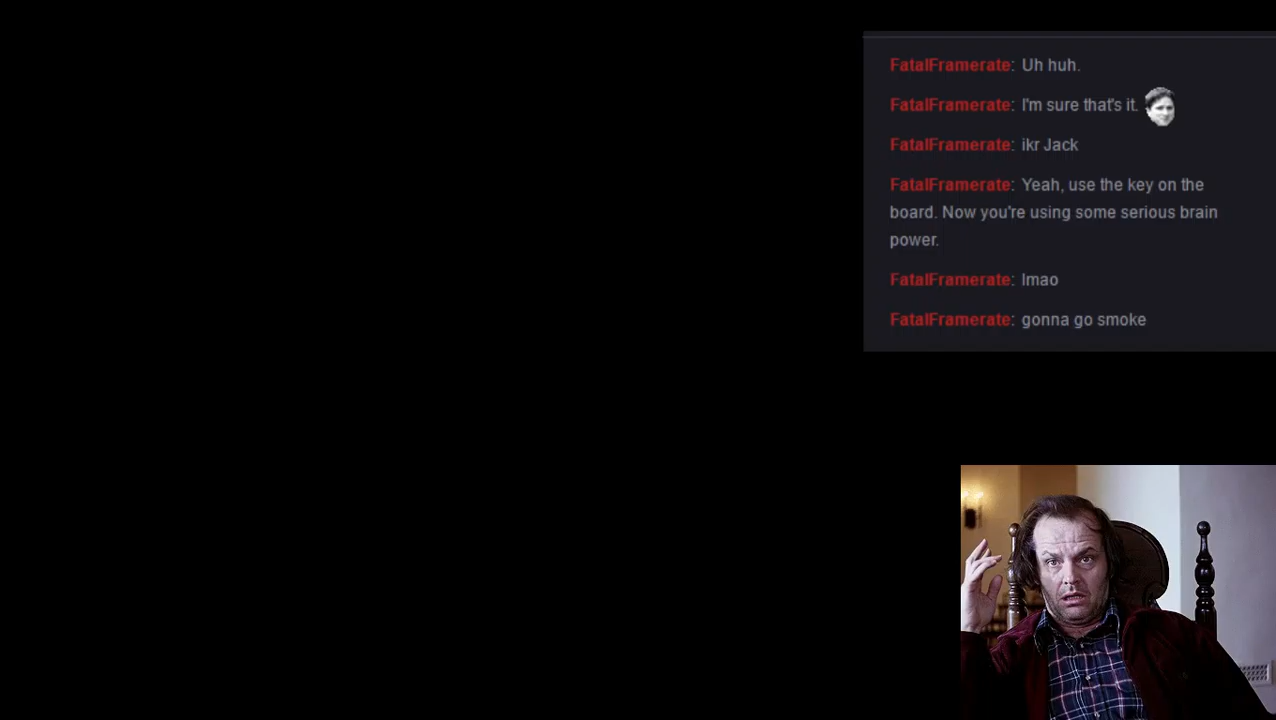 FatalFramerate: Uh huh.
FatalFramerate: I'm sure that's it.
FatalFramerate: ikr Jack
FatalFramerate: Yeah, use the key on the
board. Now you're using some serious brain
power.
FatalFramerate: lmao
FatalFramerate: gonna go smoke